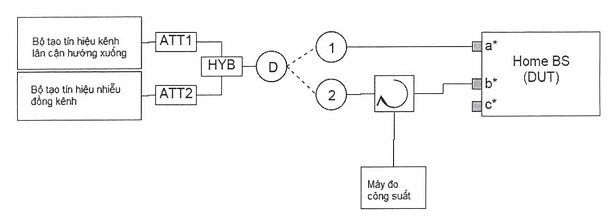 Bộ tạo tín hiệu kênh
lân cận hướng xuống
ATT1
HYB
D
1
a*
Home BS
(DUT)
Bộ tạo tín hiệu nhiễu
đồng kênh
ATT2
2
b*
c*
Máy đo
công suất